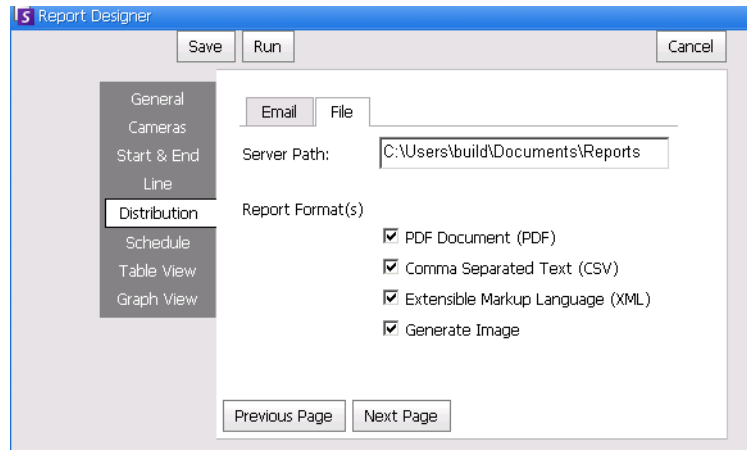 S Report Designer
Save Run Cancel
General
Cameras
Start & End
Line
Distribution
Schedule
Table View
Graph View
Email File
Server Path: C:\Users\build\Documents\Reports
Report Format(s)
PDF Document (PDF)
Comma Separated Text (CSV)
Extensible Markup Language (XML)
Generate Image
Previous Page Next Page